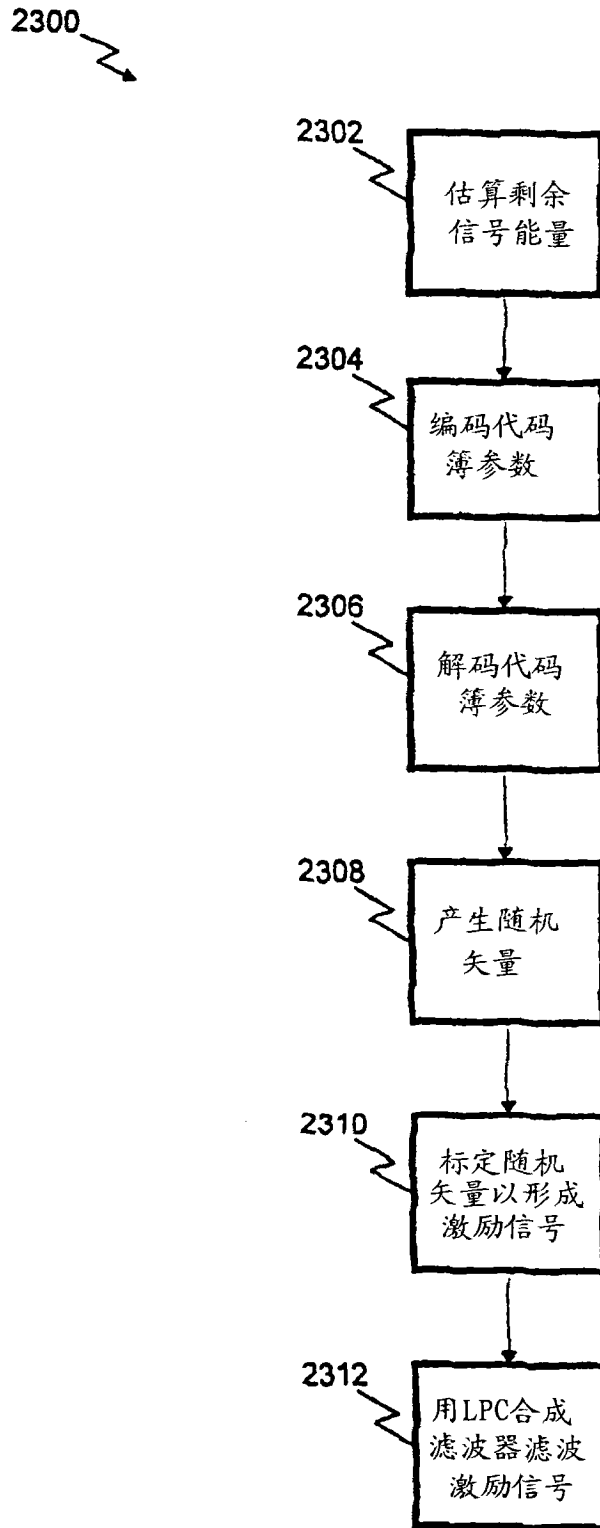 2300
2302
估算剩余
信号能量
2304
编码代码
簿参数
2306
解码代码
簿参数
2308
产生随机
矢量
2310
标定随机
矢量以形成
激励信号
2312
用LPC合成
滤波器滤波
激励信号